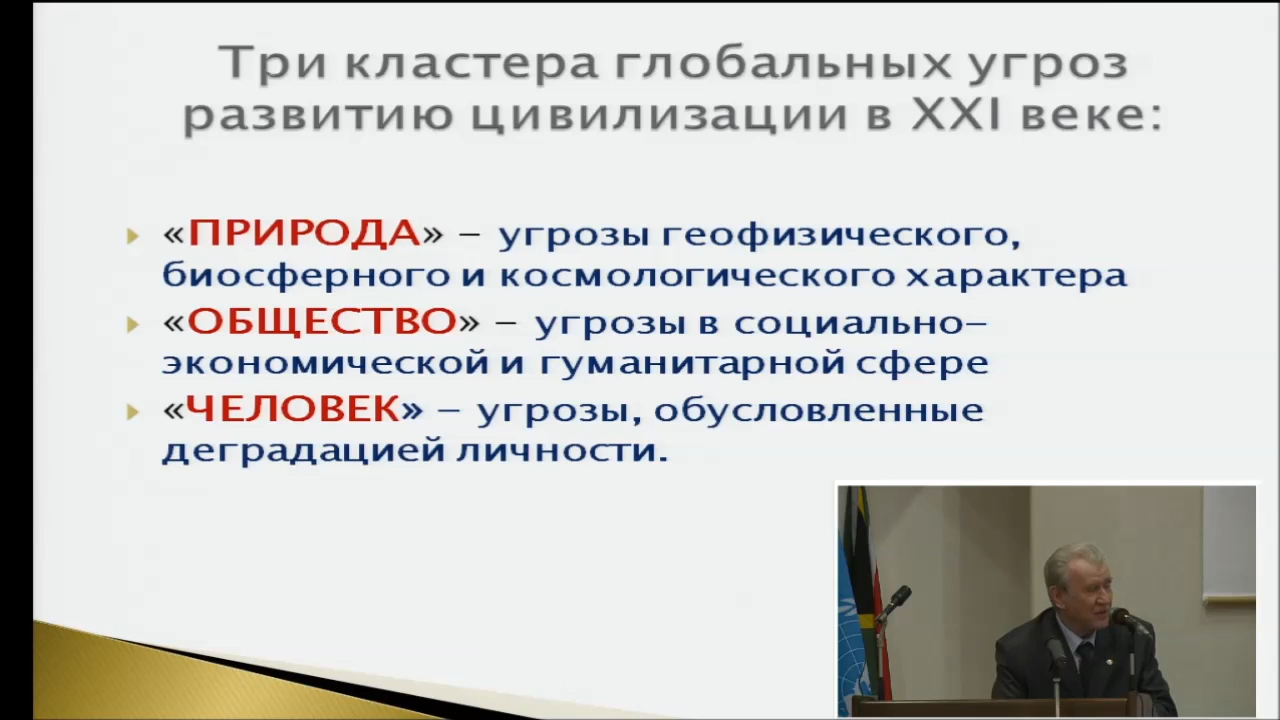 Три кластера глобальных угроз
развитию цивилизации в XXI веке:
«ПРИРОДА» – угрозы геофизического,
биосферного и космологического характера
«ОБЩЕСТВО» – угрозы в социально-
экономической и гуманитарной сфере
«ЧЕЛОВЕК» – угрозы, обусловленные
деградацией личности.